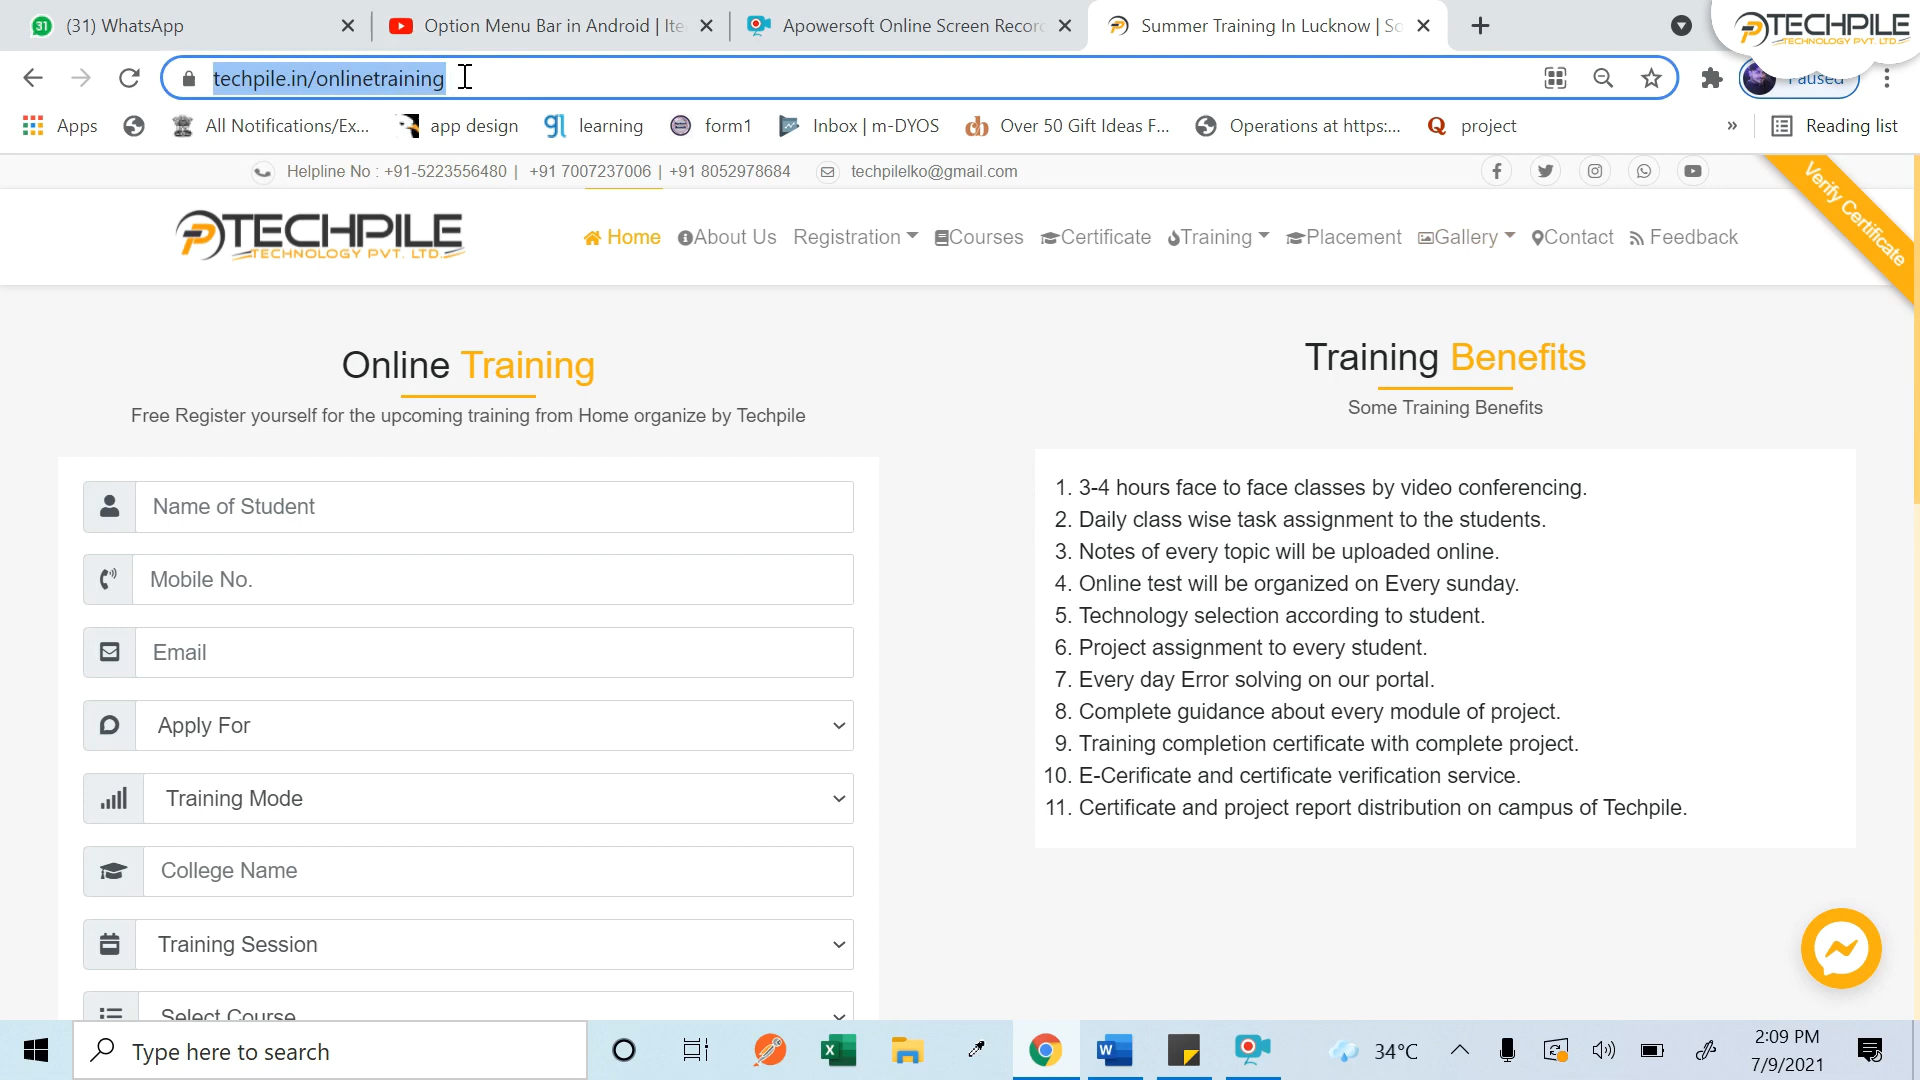 31
(31) WhatsApp
Option Menu Bar in Android | Ite
Apowersoft Online Screen Recor
Summer Training In Lucknow | So
TECHPILE
TECHNOLOGY PVT. LTD.
techpile.in/onlinetraining
Paused
Apps
All Notifications/Ex...
app design
learning
form1
Inbox | m-DYOS
Over 50 Gift Ideas F...
Operations at https:...
project
»
Reading list
Helpline No : +91-5223556480 | +91 7007237006 | +91 8052978684
techpilelko@gmail.com
Verify Certificate
TECHPILE
TECHNOLOGY PVT. LTD.
Home
About Us
Registration
Courses
Certificate
Training
Placement
Gallery
Contact
Feedback
Online Training
Free Register yourself for the upcoming training from Home organize by Techpile
Name of Student
Mobile No.
Email
Apply For
Training Mode
College Name
Training Session
Select Course
Training Benefits
Some Training Benefits
1. 3-4 hours face to face classes by video conferencing.
2. Daily class wise task assignment to the students.
3. Notes of every topic will be uploaded online.
4. Online test will be organized on Every sunday.
5. Technology selection according to student.
6. Project assignment to every student.
7. Every day Error solving on our portal.
8. Complete guidance about every module of project.
9. Training completion certificate with complete project.
10. E-Cerificate and certificate verification service.
11. Certificate and project report distribution on campus of Techpile.
Type here to search
34°C
2:09 PM
7/9/2021